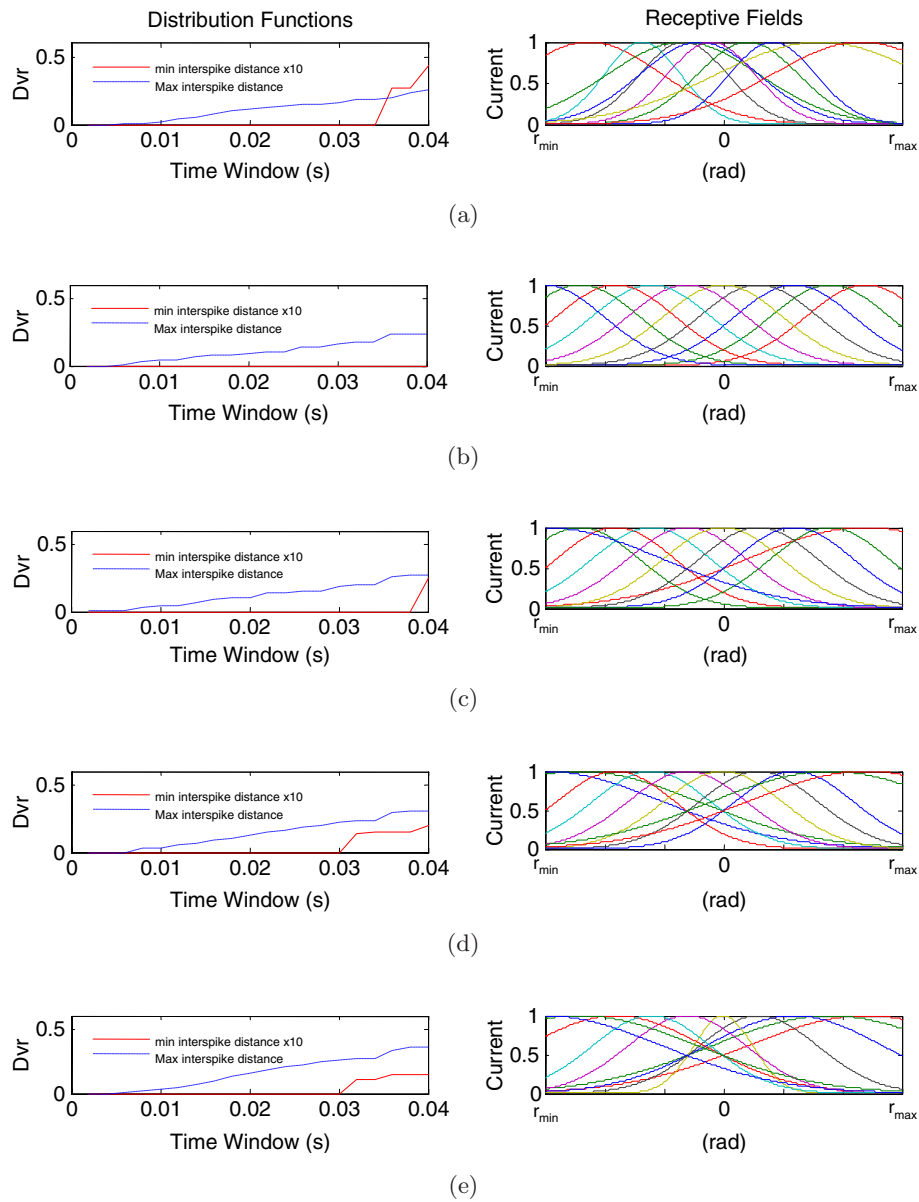 Distribution Functions
Receptive Fields
Dvr
0.5
0
min interspike distance x10
Max interspike distance
0 0.01 0.02 0.03 0.04
Time Window (s)
Current
1
0.5
0
r_min 0 r_max
(rad)
(a)
Dvr
0.5
0
min interspike distance x10
Max interspike distance
0 0.01 0.02 0.03 0.04
Time Window (s)
Current
1
0.5
0
r_min 0 r_max
(rad)
(b)
Dvr
0.5
0
min interspike distance x10
Max interspike distance
0 0.01 0.02 0.03 0.04
Time Window (s)
Current
1
0.5
0
r_min 0 r_max
(rad)
(c)
Dvr
0.5
0
min interspike distance x10
Max interspike distance
0 0.01 0.02 0.03 0.04
Time Window (s)
Current
1
0.5
0
r_min 0 r_max
(rad)
(d)
Dvr
0.5
0
min interspike distance x10
Max interspike distance
0 0.01 0.02 0.03 0.04
Time Window (s)
Current
1
0.5
0
r_min 0 r_max
(rad)
(e)